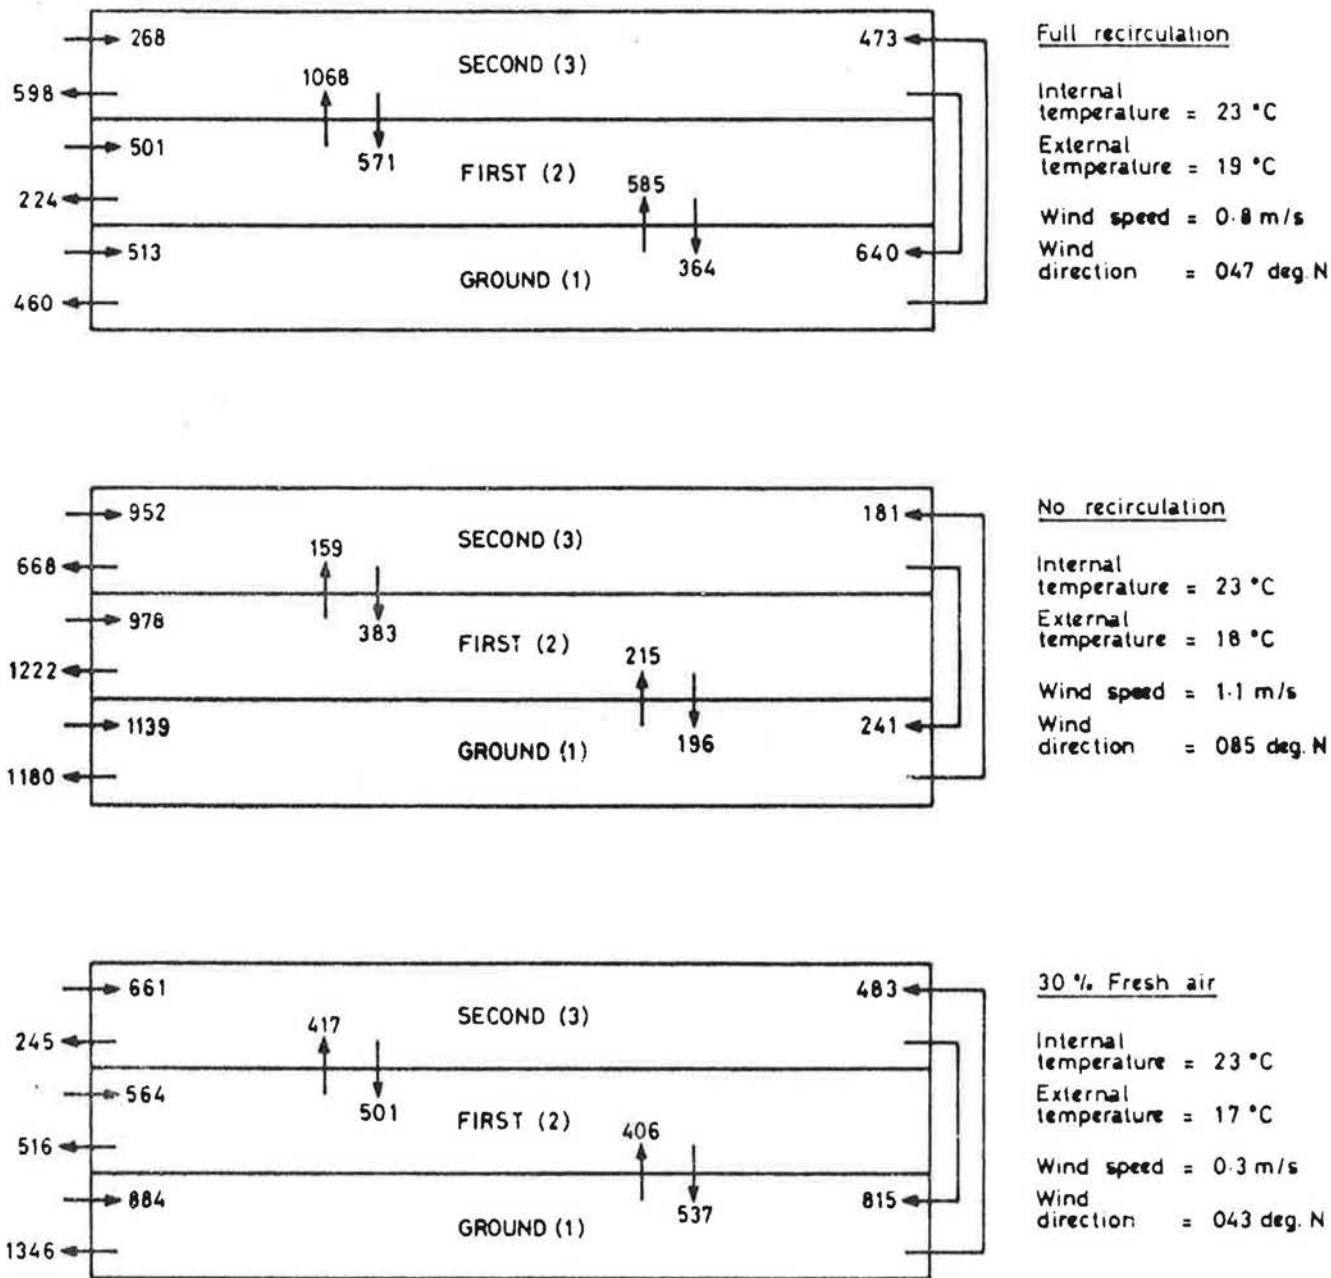 268
473
Full recirculation
SECOND (3)
1068
598
Internal
temperature = 23 °C
501
571
FIRST (2)
External
temperature = 19 °C
224
585
Wind speed = 0·8 m/s
513
640
Wind
direction = 047 deg. N
364
GROUND (1)
460
952
181
No recirculation
SECOND (3)
159
668
Internal
temperature = 23 °C
978
383
FIRST (2)
External
temperature = 18 °C
1222
215
Wind speed = 1·1 m/s
1139
241
Wind
direction = 085 deg. N
196
GROUND (1)
1180
661
483
30 % Fresh air
SECOND (3)
417
245
Internal
temperature = 23 °C
564
501
FIRST (2)
External
temperature = 17 °C
516
406
Wind speed = 0·3 m/s
884
815
Wind
direction = 043 deg. N
537
GROUND (1)
1346